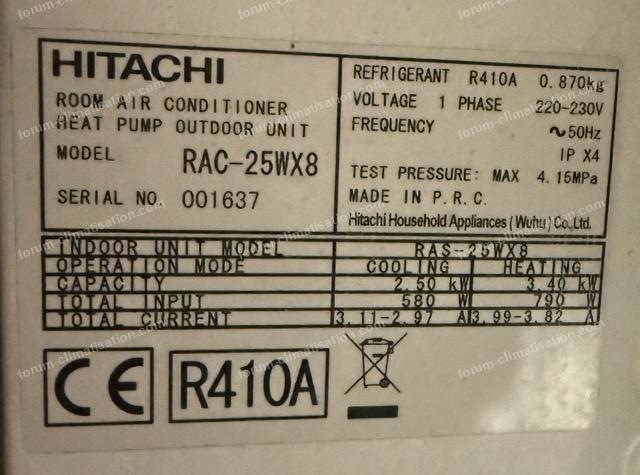 HITACHI
ROOM AIR CONDITIONER
HEAT PUMP OUTDOOR UNIT
MODEL RAC-25WX8
SERIAL NO. 001637
REFRIGERANT R410A 0.870kg
VOLTAGE 1 PHASE 220-230V
FREQUENCY ~50Hz
IP X4
TEST PRESSURE: MAX 4.15MPa
MADE IN P.R.C.
Hitachi Household Appliances (Wuhu) Co.,Ltd.
INDOOR UNIT MODEL RAS-25WX8
OPERATION MODE COOLING HEATING
CAPACITY 2.50 kW 3.40 kW
TOTAL INPUT 580 W 790 W
TOTAL CURRENT 3.11-2.97 A 3.99-3.82 A
CE R410A
forum-climatisation.com